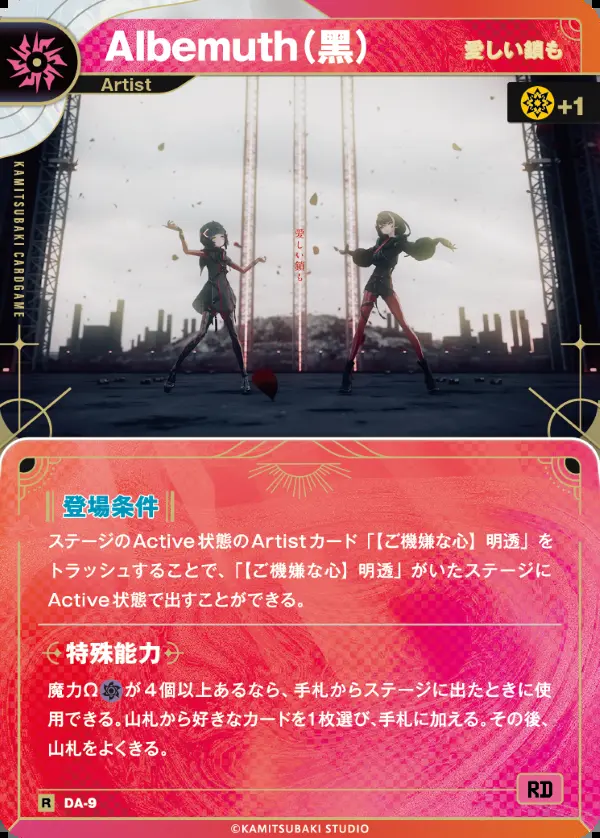 Albemuth(黒)
愛しい鎖も
Artist
+1
KAMITSUBAKI CARDGAME
愛しい鎖も
登場条件
ステージのActive状態のArtistカード「【ご機嫌な心】明透」を
トラッシュすることで、「【ご機嫌な心】明透」がいたステージに
Active状態で出すことができる。
特殊能力
魔力Ωが4個以上あるなら、手札からステージに出たときに使
用できる。山札から好きなカードを1枚選び、手札に加える。その後、
山札をよくきる。
R DA-9
RD
©KAMITSUBAKI STUDIO